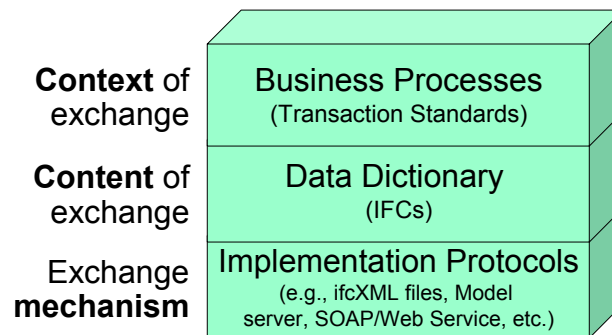 Context of
exchange
Business Processes
(Transaction Standards)
Content of
exchange
Data Dictionary
(IFCs)
Exchange
mechanism
Implementation Protocols
(e.g., ifcXML files, Model
server, SOAP/Web Service, etc.)